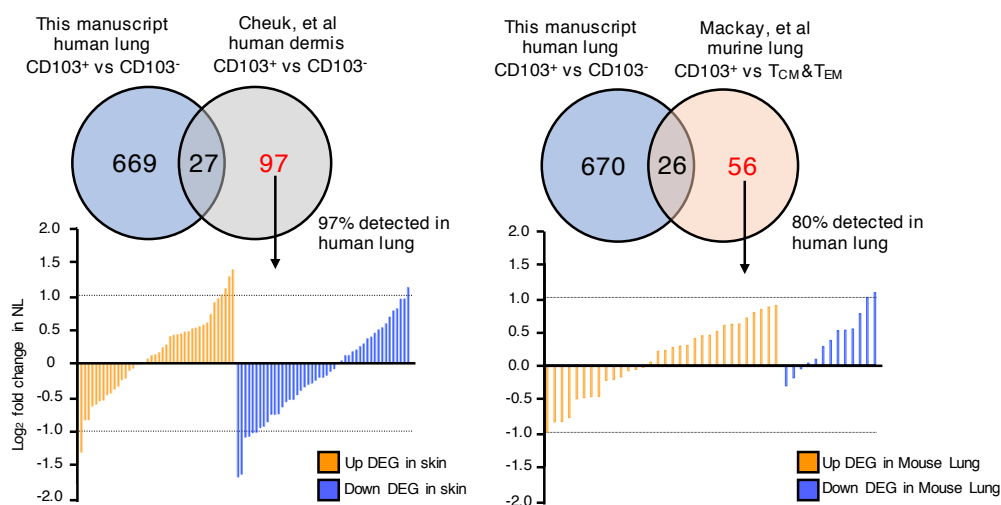 This manuscript
human lung
CD103+ vs CD103-
Cheuk, et al
human dermis
CD103+ vs CD103-
669
27
97
97% detected in
human lung
Log2 fold change in NL
2.0
1.5
1.0
0.5
0
-0.5
-1.0
-1.5
-2.0
Up DEG in skin
Down DEG in skin
This manuscript
human lung
CD103+ vs CD103-
Mackay, et al
murine lung
CD103+ vs TCM&TEM
670
26
56
80% detected in
human lung
2.0
1.5
1.0
0.5
0.0
-0.5
-1.0
-1.5
-2.0
Up DEG in Mouse Lung
Down DEG in Mouse Lung